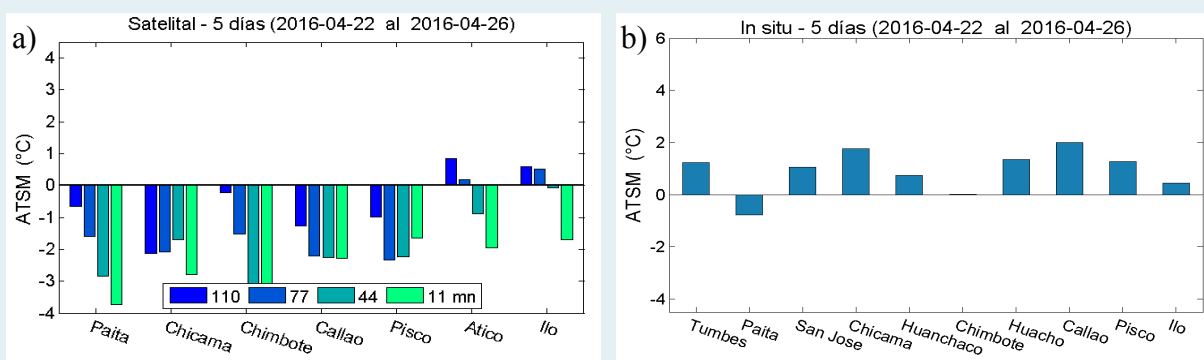 a)
Satelital - 5 días (2016-04-22 al 2016-04-26)
ATSM (°C)
4
3
2
1
0
-1
-2
-3
-4
110 77 44 11 mn
Paita Chicama Chimbote Callao Pisco Atico Ilo
b)
In situ - 5 días (2016-04-22 al 2016-04-26)
ATSM (°C)
6
4
2
0
-2
-4
Tumbes Paita San Jose Chicama Huanchaco Chimbote Huacho Callao Pisco Ilo